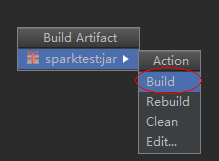 Build Artifact
sparktestjar
Action
Build
Rebuild
Clean
Edit...